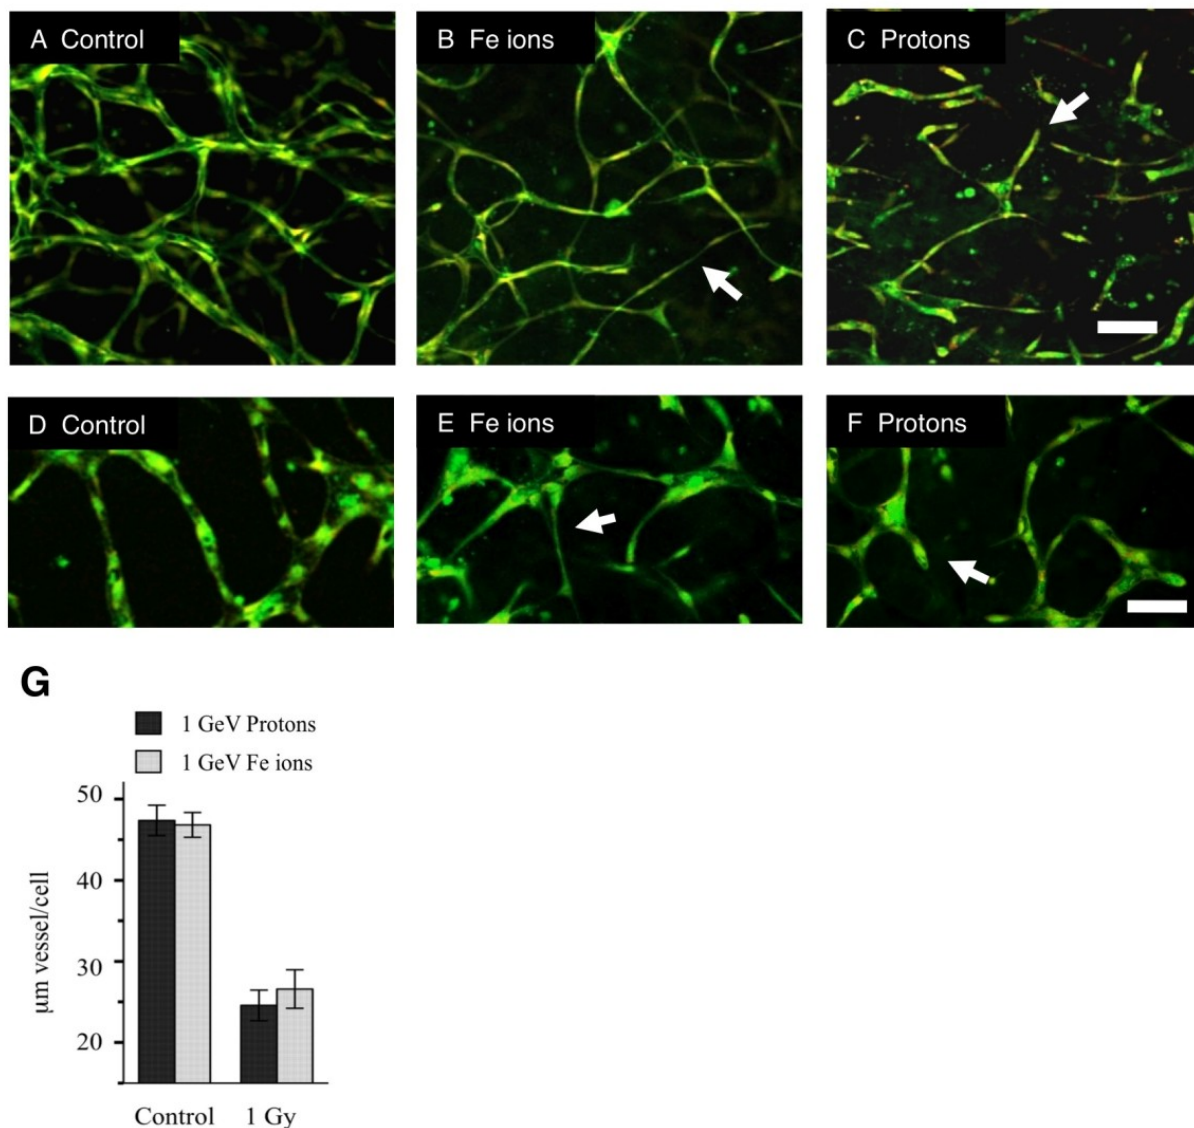 A Control
B Fe ions
C Protons
D Control
E Fe ions
F Protons
G
1 GeV Protons
1 GeV Fe ions
50
40
30
20
µm vessel/cell
Control
1 Gy